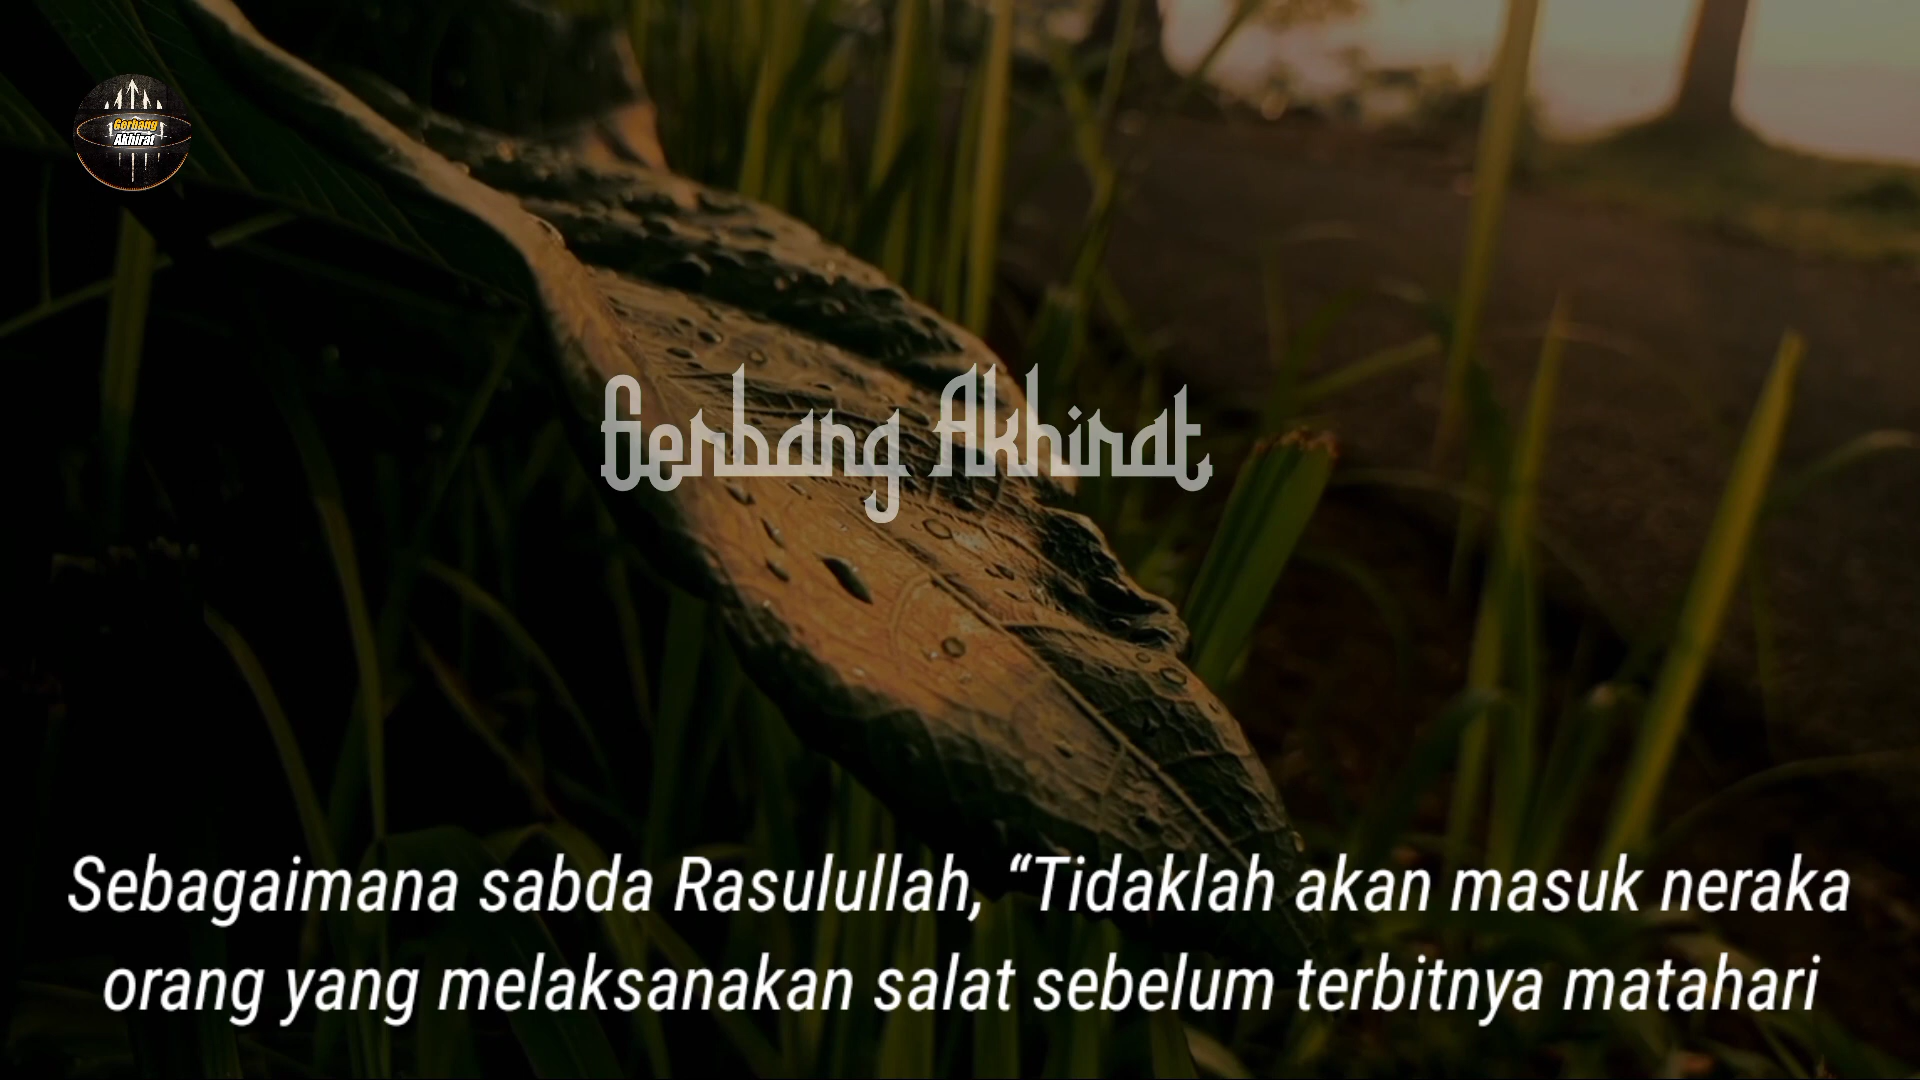 Gerbang
Akhirat
Gerbang Akhirat
Sebagaimana sabda Rasulullah, “Tidaklah akan masuk neraka
orang yang melaksanakan salat sebelum terbitnya matahari